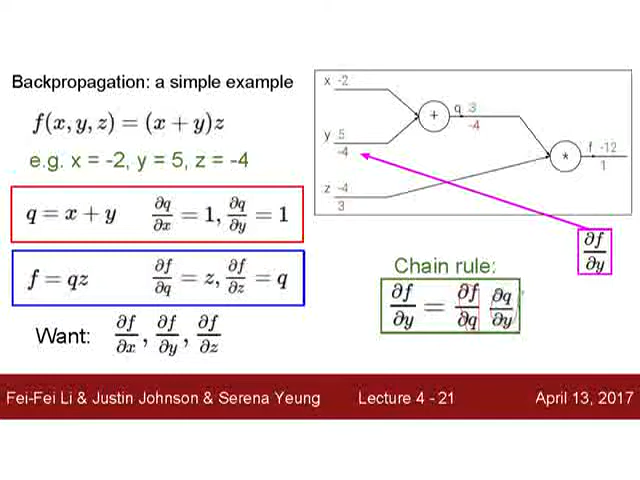 Backpropagation: a simple example
f(x, y, z) = (x + y)z
e.g. x = -2, y = 5, z = -4
q = x + y ∂q/∂x = 1, ∂q/∂y = 1
f = qz ∂f/∂q = z, ∂f/∂z = q
Want: ∂f/∂x, ∂f/∂y, ∂f/∂z
x -2
y 5
-4
z -4
3
+
q 3
-4
*
f -12
1
∂f/∂y
Chain rule:
∂f/∂y = ∂f/∂q ∂q/∂y
Fei-Fei Li & Justin Johnson & Serena Yeung Lecture 4 - 21 April 13, 2017